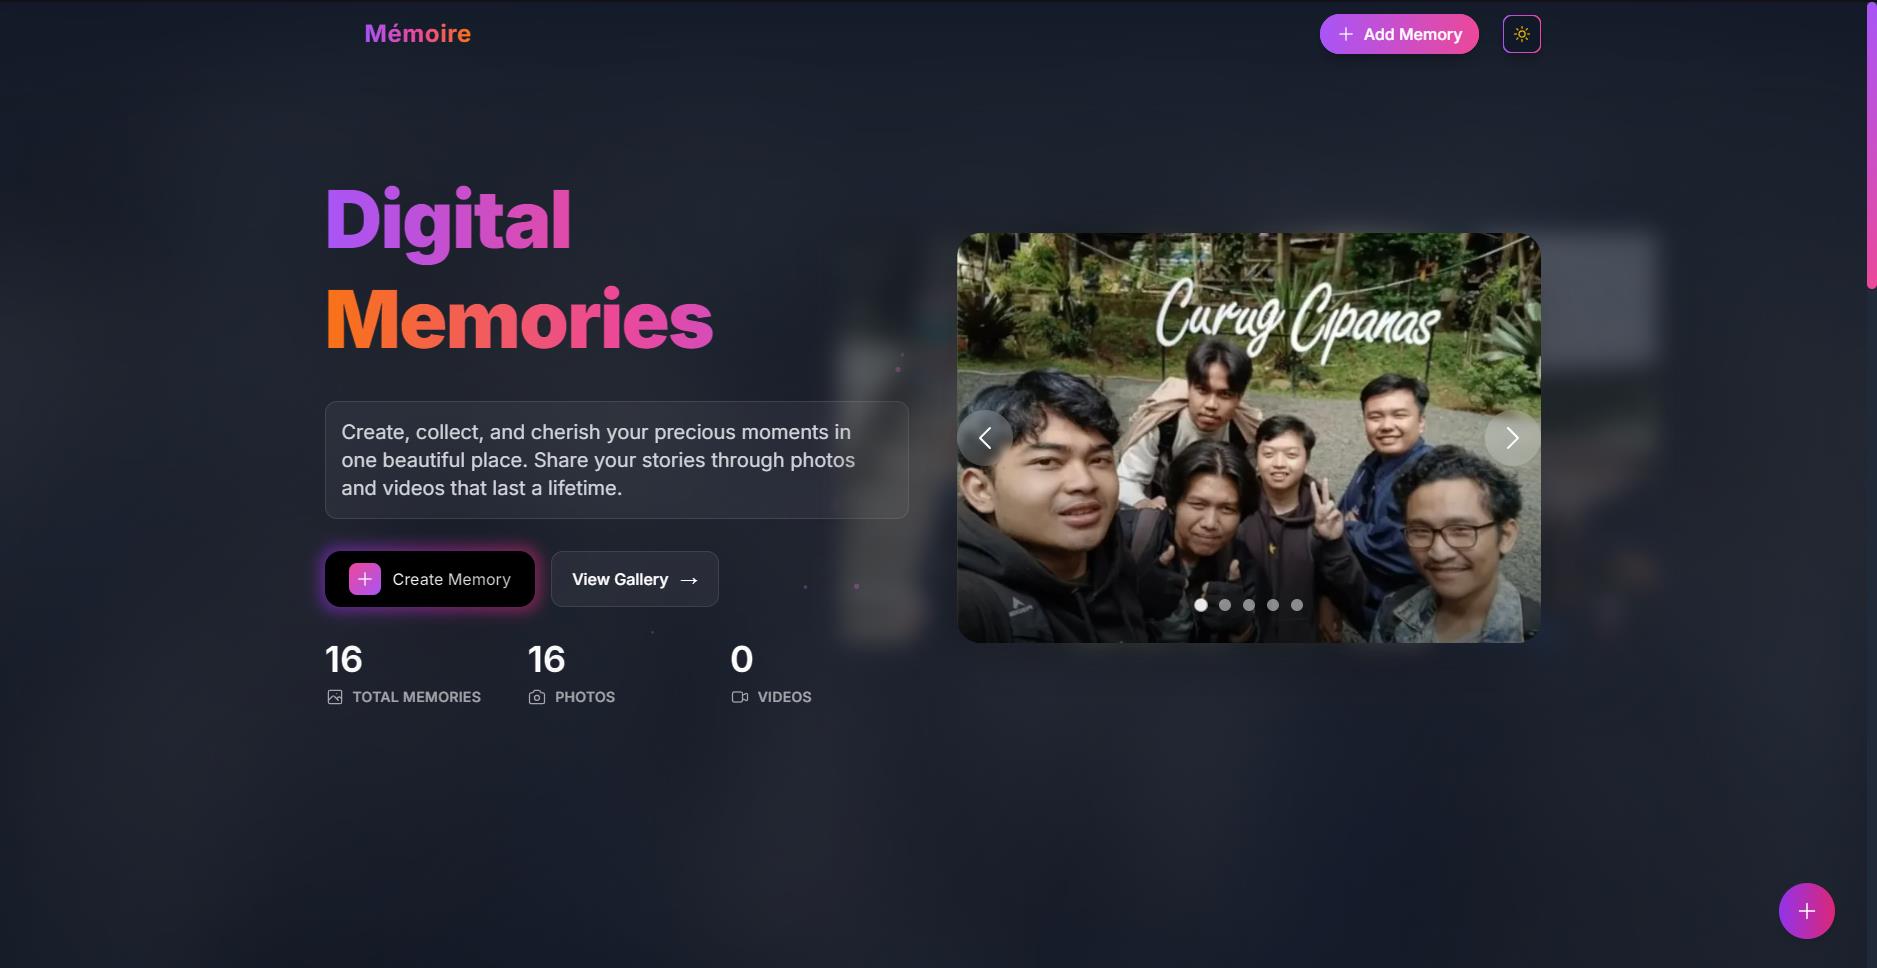 Mémoire
Add Memory
Digital
Memories
Create, collect, and cherish your precious moments in
one beautiful place. Share your stories through photos
and videos that last a lifetime.
Create Memory
View Gallery →
16
TOTAL MEMORIES
16
PHOTOS
0
VIDEOS
Curug Cipanas